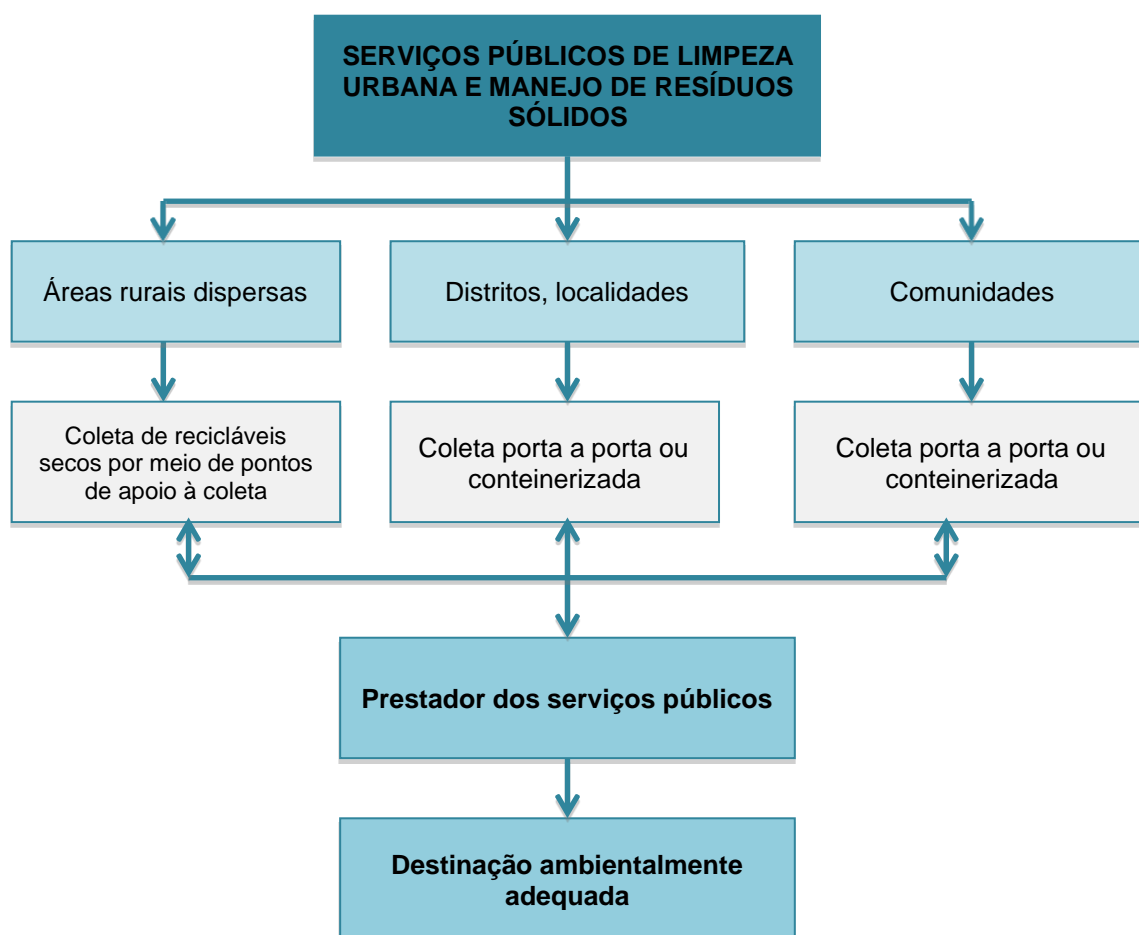 SERVIÇOS PÚBLICOS DE LIMPEZA
URBANA E MANEJO DE RESÍDUOS
SÓLIDOS
Áreas rurais dispersas
Distritos, localidades
Comunidades
Coleta de recicláveis
secos por meio de pontos
de apoio à coleta
Coleta porta a porta ou
conteinerizada
Coleta porta a porta ou
conteinerizada
Prestador dos serviços públicos
Destinação ambientalmente
adequada